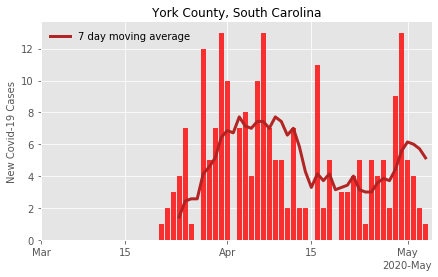 York County, South Carolina
7 day moving average
New Covid-19 Cases
12
10
8
6
4
2
0
Mar
15
Apr
15
May
2020-May